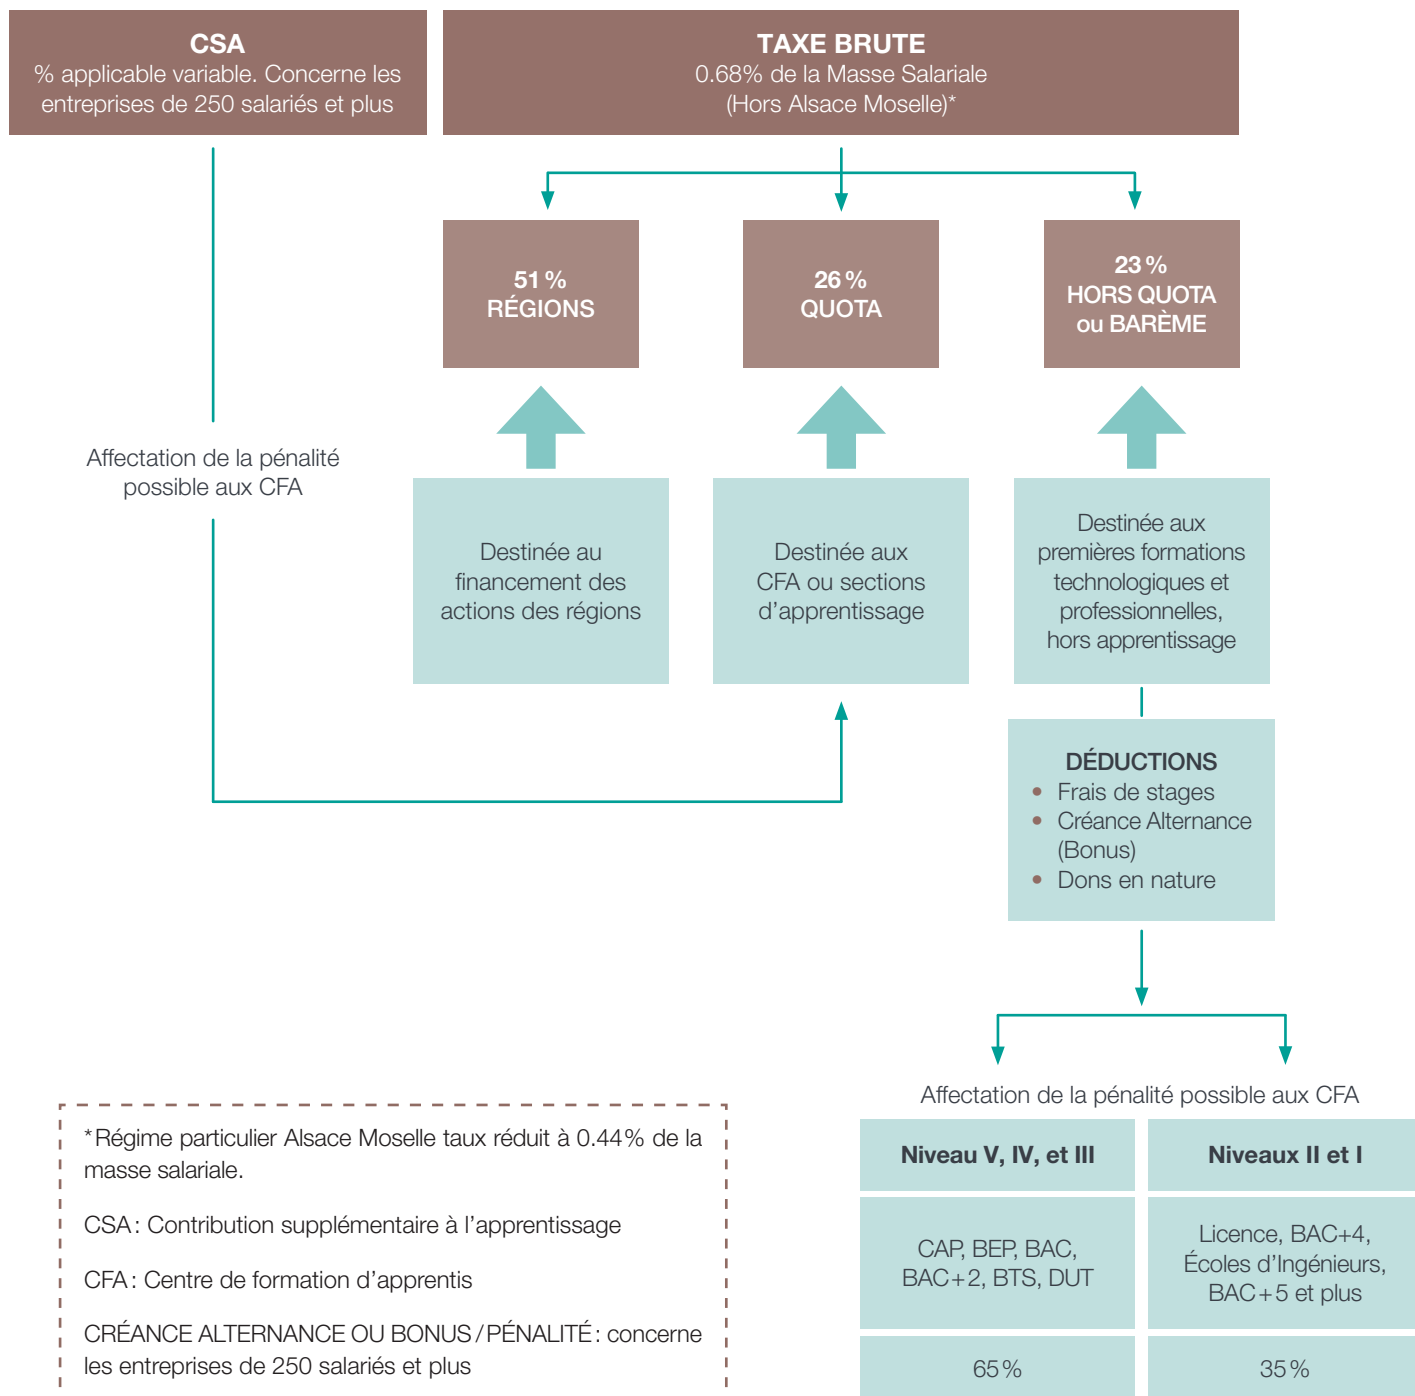 CSA
% applicable variable. Concerne les
entreprises de 250 salariés et plus
TAXE BRUTE
0.68% de la Masse Salariale
(Hors Alsace Moselle)*
51 %
RÉGIONS
26 %
QUOTA
23 %
HORS QUOTA
ou BARÈME
Affectation de la pénalité
possible aux CFA
Destinée au
financement des
actions des régions
Destinée aux
CFA ou sections
d'apprentissage
Destinée aux
premières formations
technologiques et
professionnelles,
hors apprentissage
DÉDUCTIONS
• Frais de stages
• Créance Alternance
(Bonus)
• Dons en nature
Affectation de la pénalité possible aux CFA
Niveau V, IV, et III
Niveaux II et I
CAP, BEP, BAC,
BAC+2, BTS, DUT
Licence, BAC+4,
Écoles d'Ingénieurs,
BAC+5 et plus
65 %
35 %
*Régime particulier Alsace Moselle taux réduit à 0.44% de la
masse salariale.
CSA : Contribution supplémentaire à l'apprentissage
CFA : Centre de formation d'apprentis
CRÉANCE ALTERNANCE OU BONUS / PÉNALITÉ : concerne
les entreprises de 250 salariés et plus